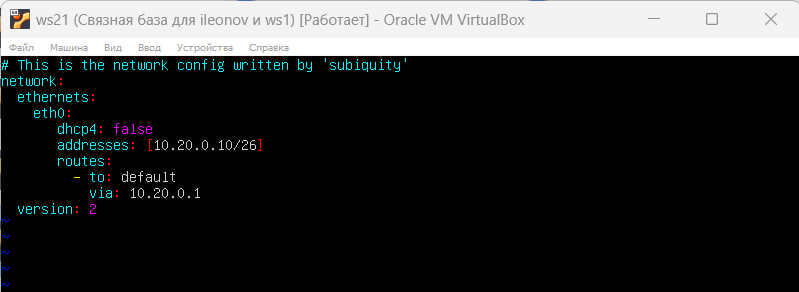 ws21 (Связная база для ileonov и ws1) [Работает] - Oracle VM VirtualBox
Файл Машина Вид Ввод Устройства Справка
# This is the network config written by 'subiquity'
network:
  ethernets:
    eth0:
       dhcp4: false
       addresses: [10.20.0.10/26]
       routes:
         - to: default
           via: 10.20.0.1
  version: 2
~
~
~
~
~